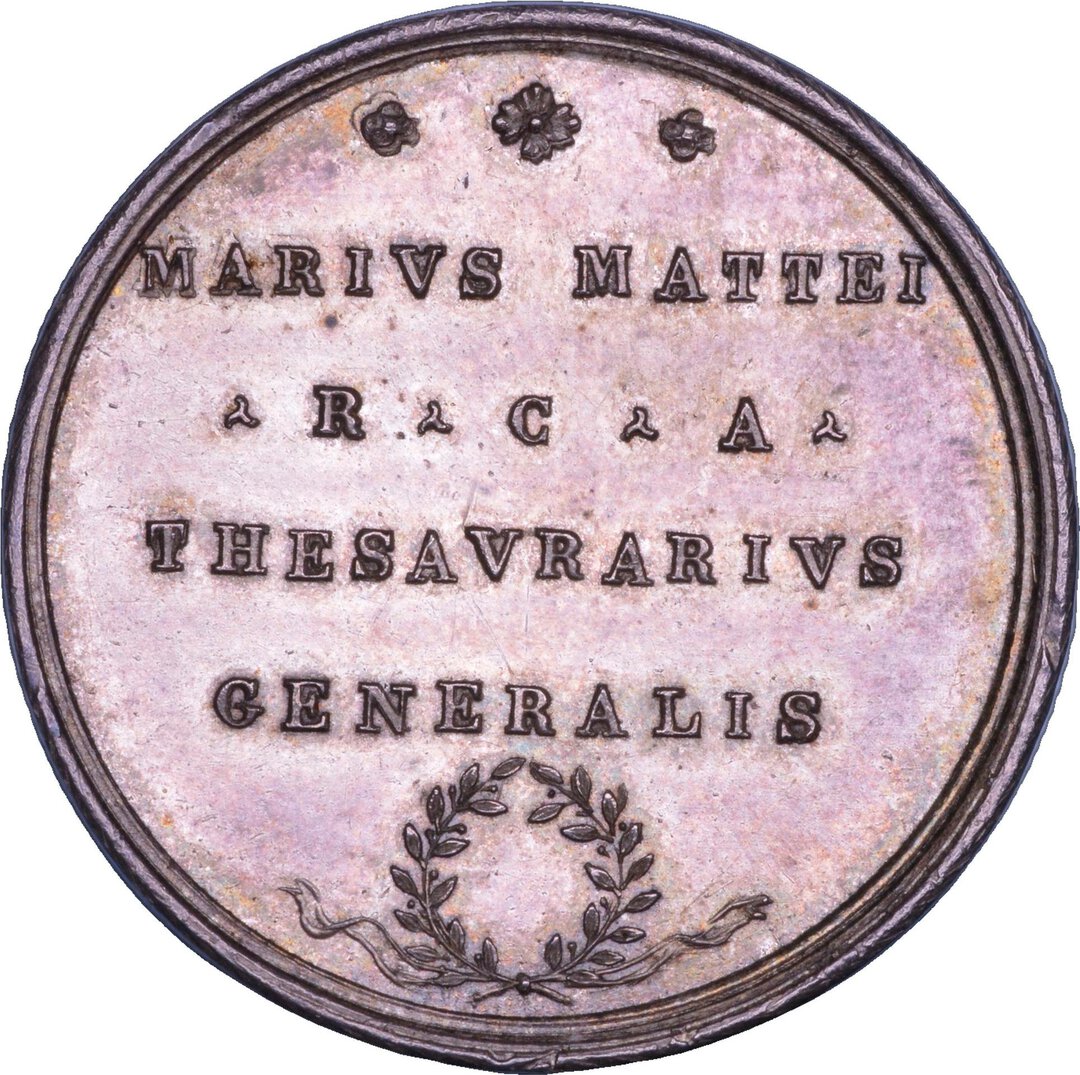 MARIVS MATTEI
R · C · A
THESAVRARIVS
GENERALIS